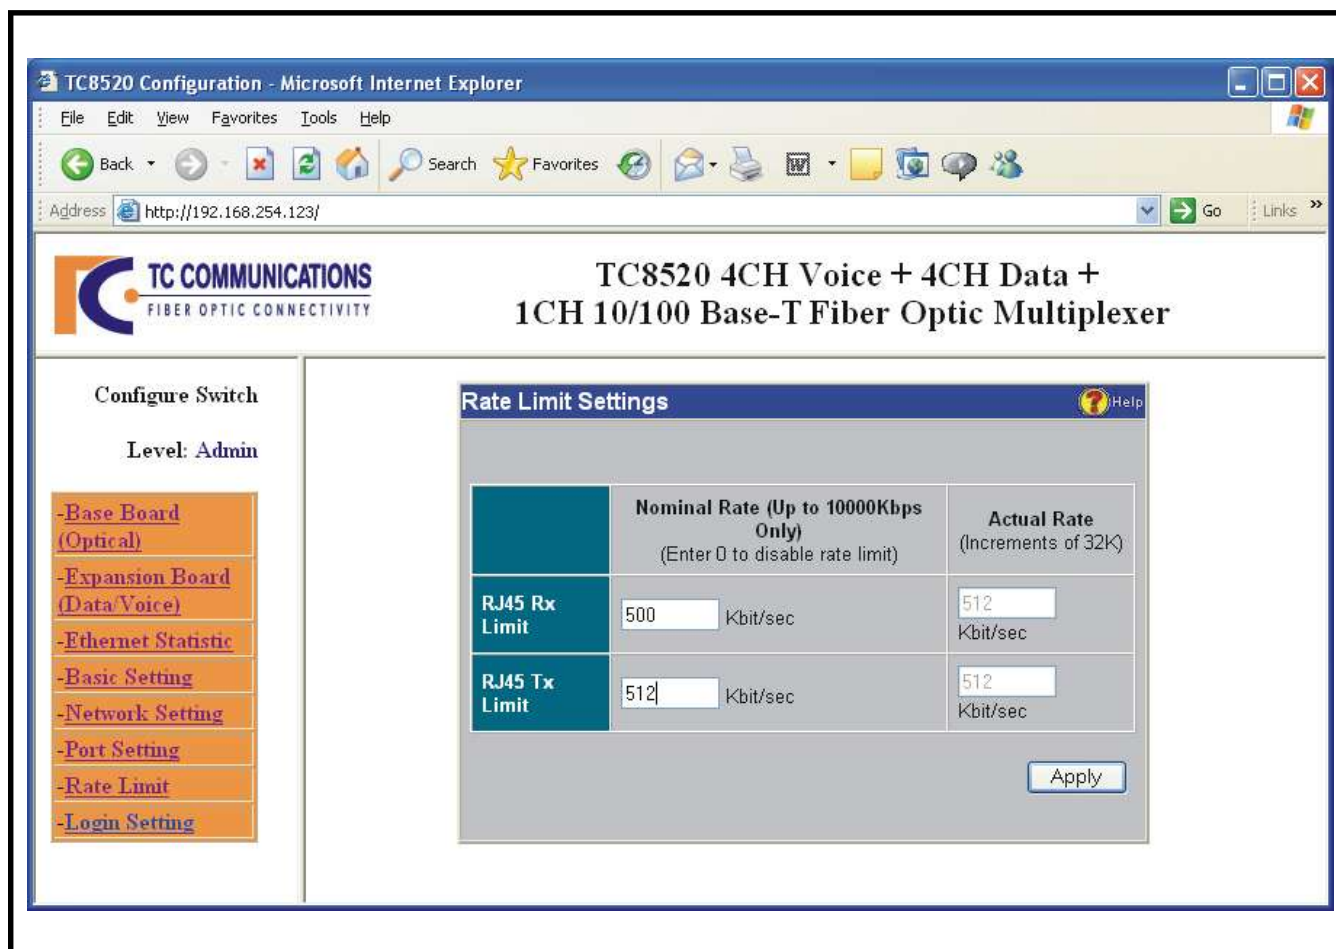 TC8520 Configuration - Microsoft Internet Explorer
File Edit View Favorites Tools Help
Back Search Favorites
Address http://192.168.254.123/ Go Links »
TC COMMUNICATIONS
FIBER OPTIC CONNECTIVITY
TC8520 4CH Voice + 4CH Data +
1CH 10/100 Base-T Fiber Optic Multiplexer
Configure Switch
Level: Admin
-Base Board
(Optical)
-Expansion Board
(Data/Voice)
-Ethernet Statistic
-Basic Setting
-Network Setting
-Port Setting
-Rate Limit
-Login Setting
Rate Limit Settings
Help
Nominal Rate (Up to 10000Kbps
Only)
(Enter 0 to disable rate limit)
Actual Rate
(Increments of 32K)
RJ45 Rx
Limit
500 Kbit/sec
512
Kbit/sec
RJ45 Tx
Limit
512 Kbit/sec
512
Kbit/sec
Apply